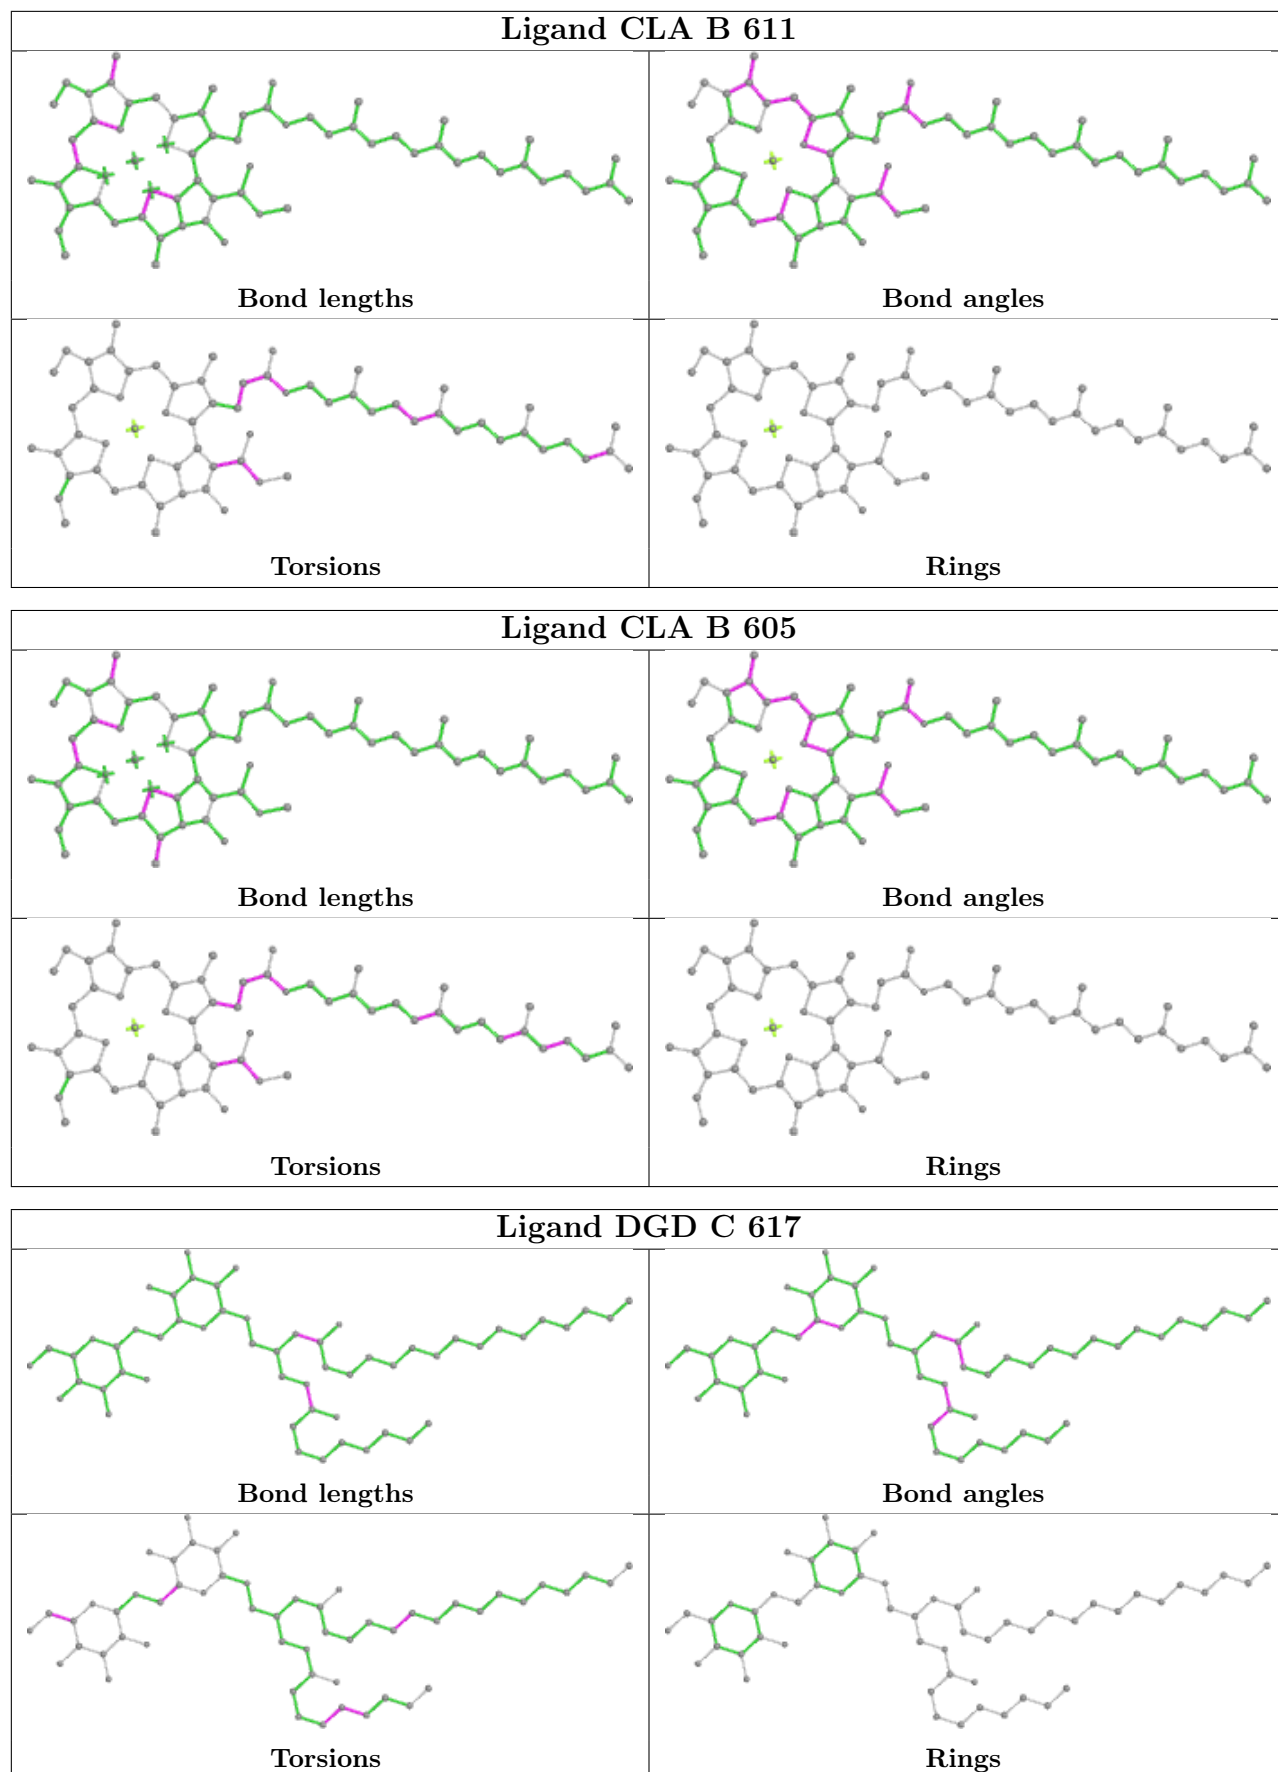 Ligand CLA B 611
Bond lengths
Bond angles
Torsions
Rings
Ligand CLA B 605
Bond lengths
Bond angles
Torsions
Rings
Ligand DGD C 617
Bond lengths
Bond angles
Torsions
Rings